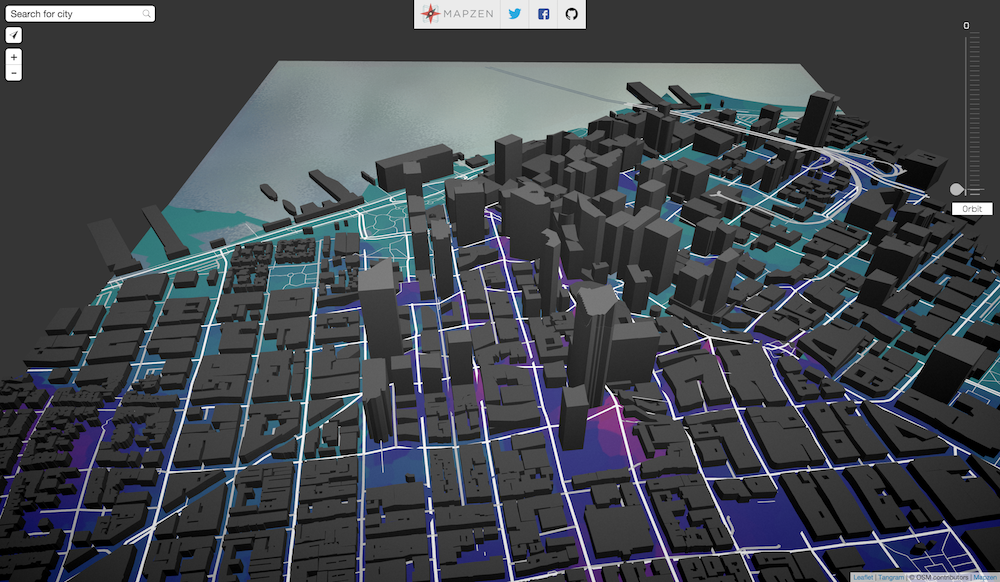 Search for city
MAPZEN
+
-
0
Orbit
Leaflet | Tangram | © OSM contributors | Mapzen